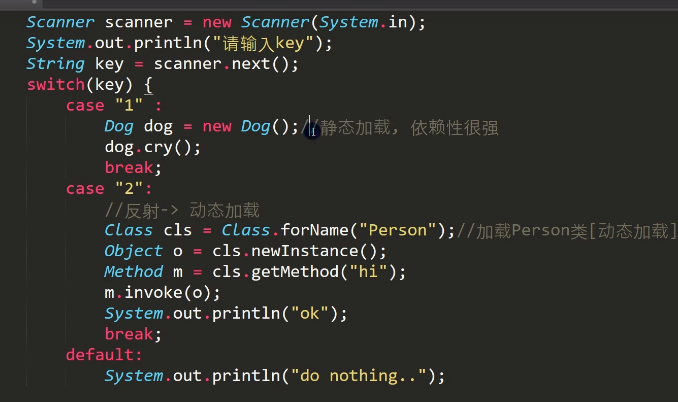 Scanner scanner = new Scanner(System.in);
System.out.println("请输入key");
String key = scanner.next();
switch(key) {
    case "1" :
        Dog dog = new Dog();//静态加载, 依赖性很强
        dog.cry();
        break;
    case "2":
        //反射-> 动态加载
        Class cls = Class.forName("Person");//加载Person类[动态加载]
        Object o = cls.newInstance();
        Method m = cls.getMethod("hi");
        m.invoke(o);
        System.out.println("ok");
        break;
    default:
        System.out.println("do nothing..");